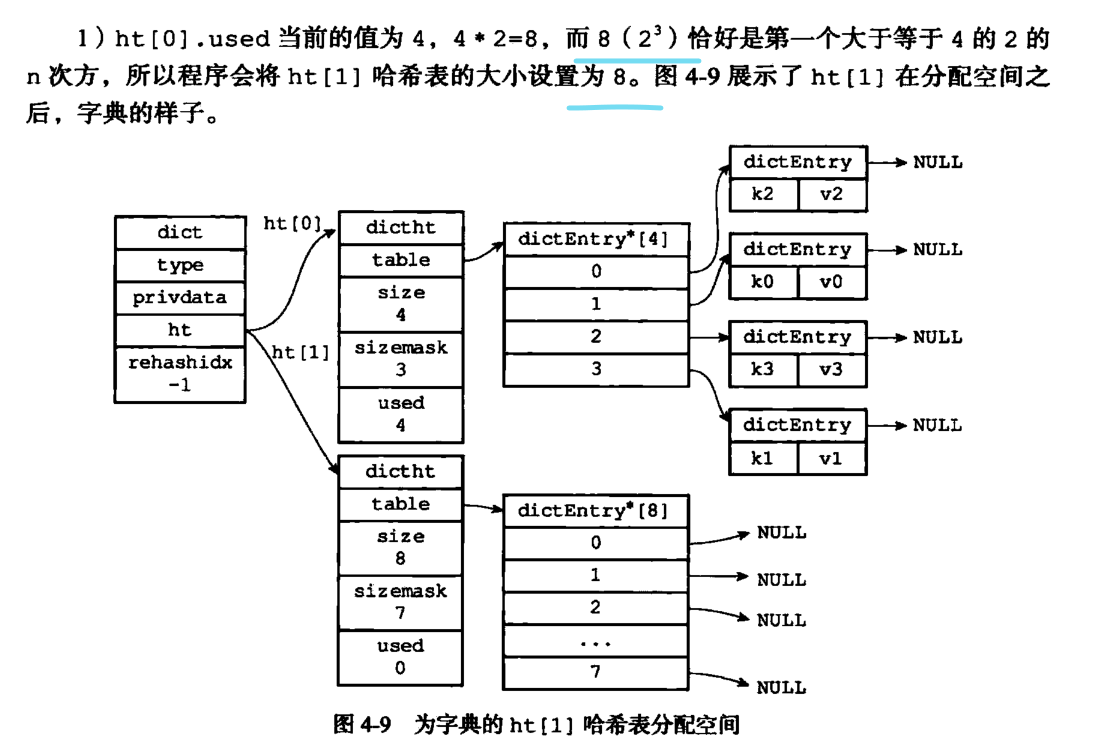 1）ht[0].used 当前的值为 4，4 * 2=8，而 8（2³）恰好是第一个大于等于 4 的 2 的
n 次方，所以程序会将 ht[1] 哈希表的大小设置为 8。图 4-9 展示了 ht[1] 在分配空间之
后，字典的样子。
dict
type
privdata
ht
rehashidx
-1
ht[0]
ht[1]
dictht
table
size
4
sizemask
3
used
4
dictEntry*[4]
0
1
2
3
dictEntry
NULL
k2 v2
dictEntry
NULL
k0 v0
dictEntry
NULL
k3 v3
dictEntry
NULL
k1 v1
dictht
table
size
8
sizemask
7
used
0
dictEntry*[8]
0
1
2
...
7
NULL
NULL
NULL
NULL
图 4-9 为字典的 ht[1] 哈希表分配空间